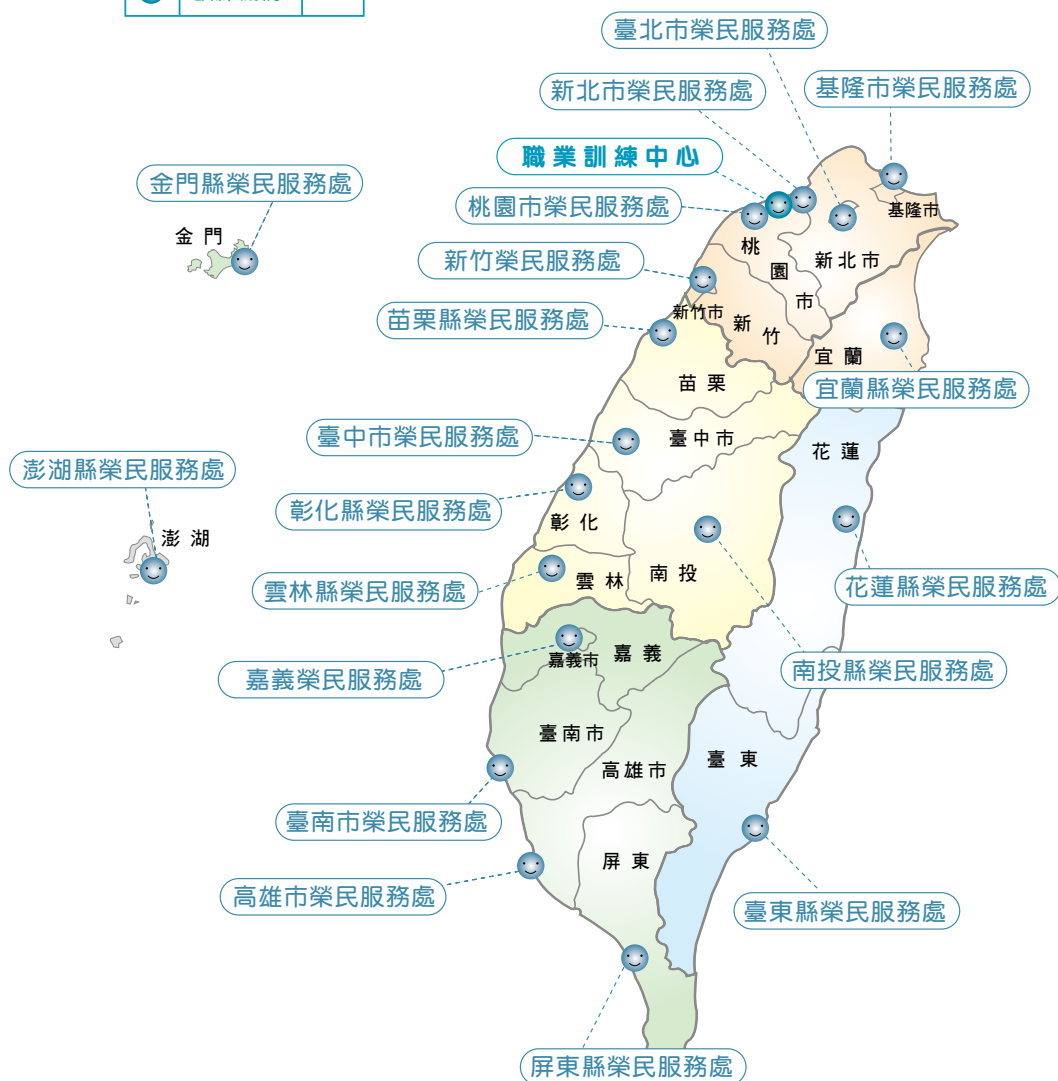 臺北市榮民服務處
新北市榮民服務處
基隆市榮民服務處
職業訓練中心
金門縣榮民服務處
桃園市榮民服務處
基隆市
金門
桃園市
新北市
新竹榮民服務處
新竹市
新竹
苗栗縣榮民服務處
宜蘭
苗栗
宜蘭縣榮民服務處
臺中市榮民服務處
臺中市
花蓮
澎湖縣榮民服務處
彰化縣榮民服務處
彰化
澎湖
雲林縣榮民服務處
雲林
南投
花蓮縣榮民服務處
嘉義市
嘉義
嘉義榮民服務處
南投縣榮民服務處
臺南市
臺東
高雄市
臺南市榮民服務處
屏東
高雄市榮民服務處
臺東縣榮民服務處
屏東縣榮民服務處